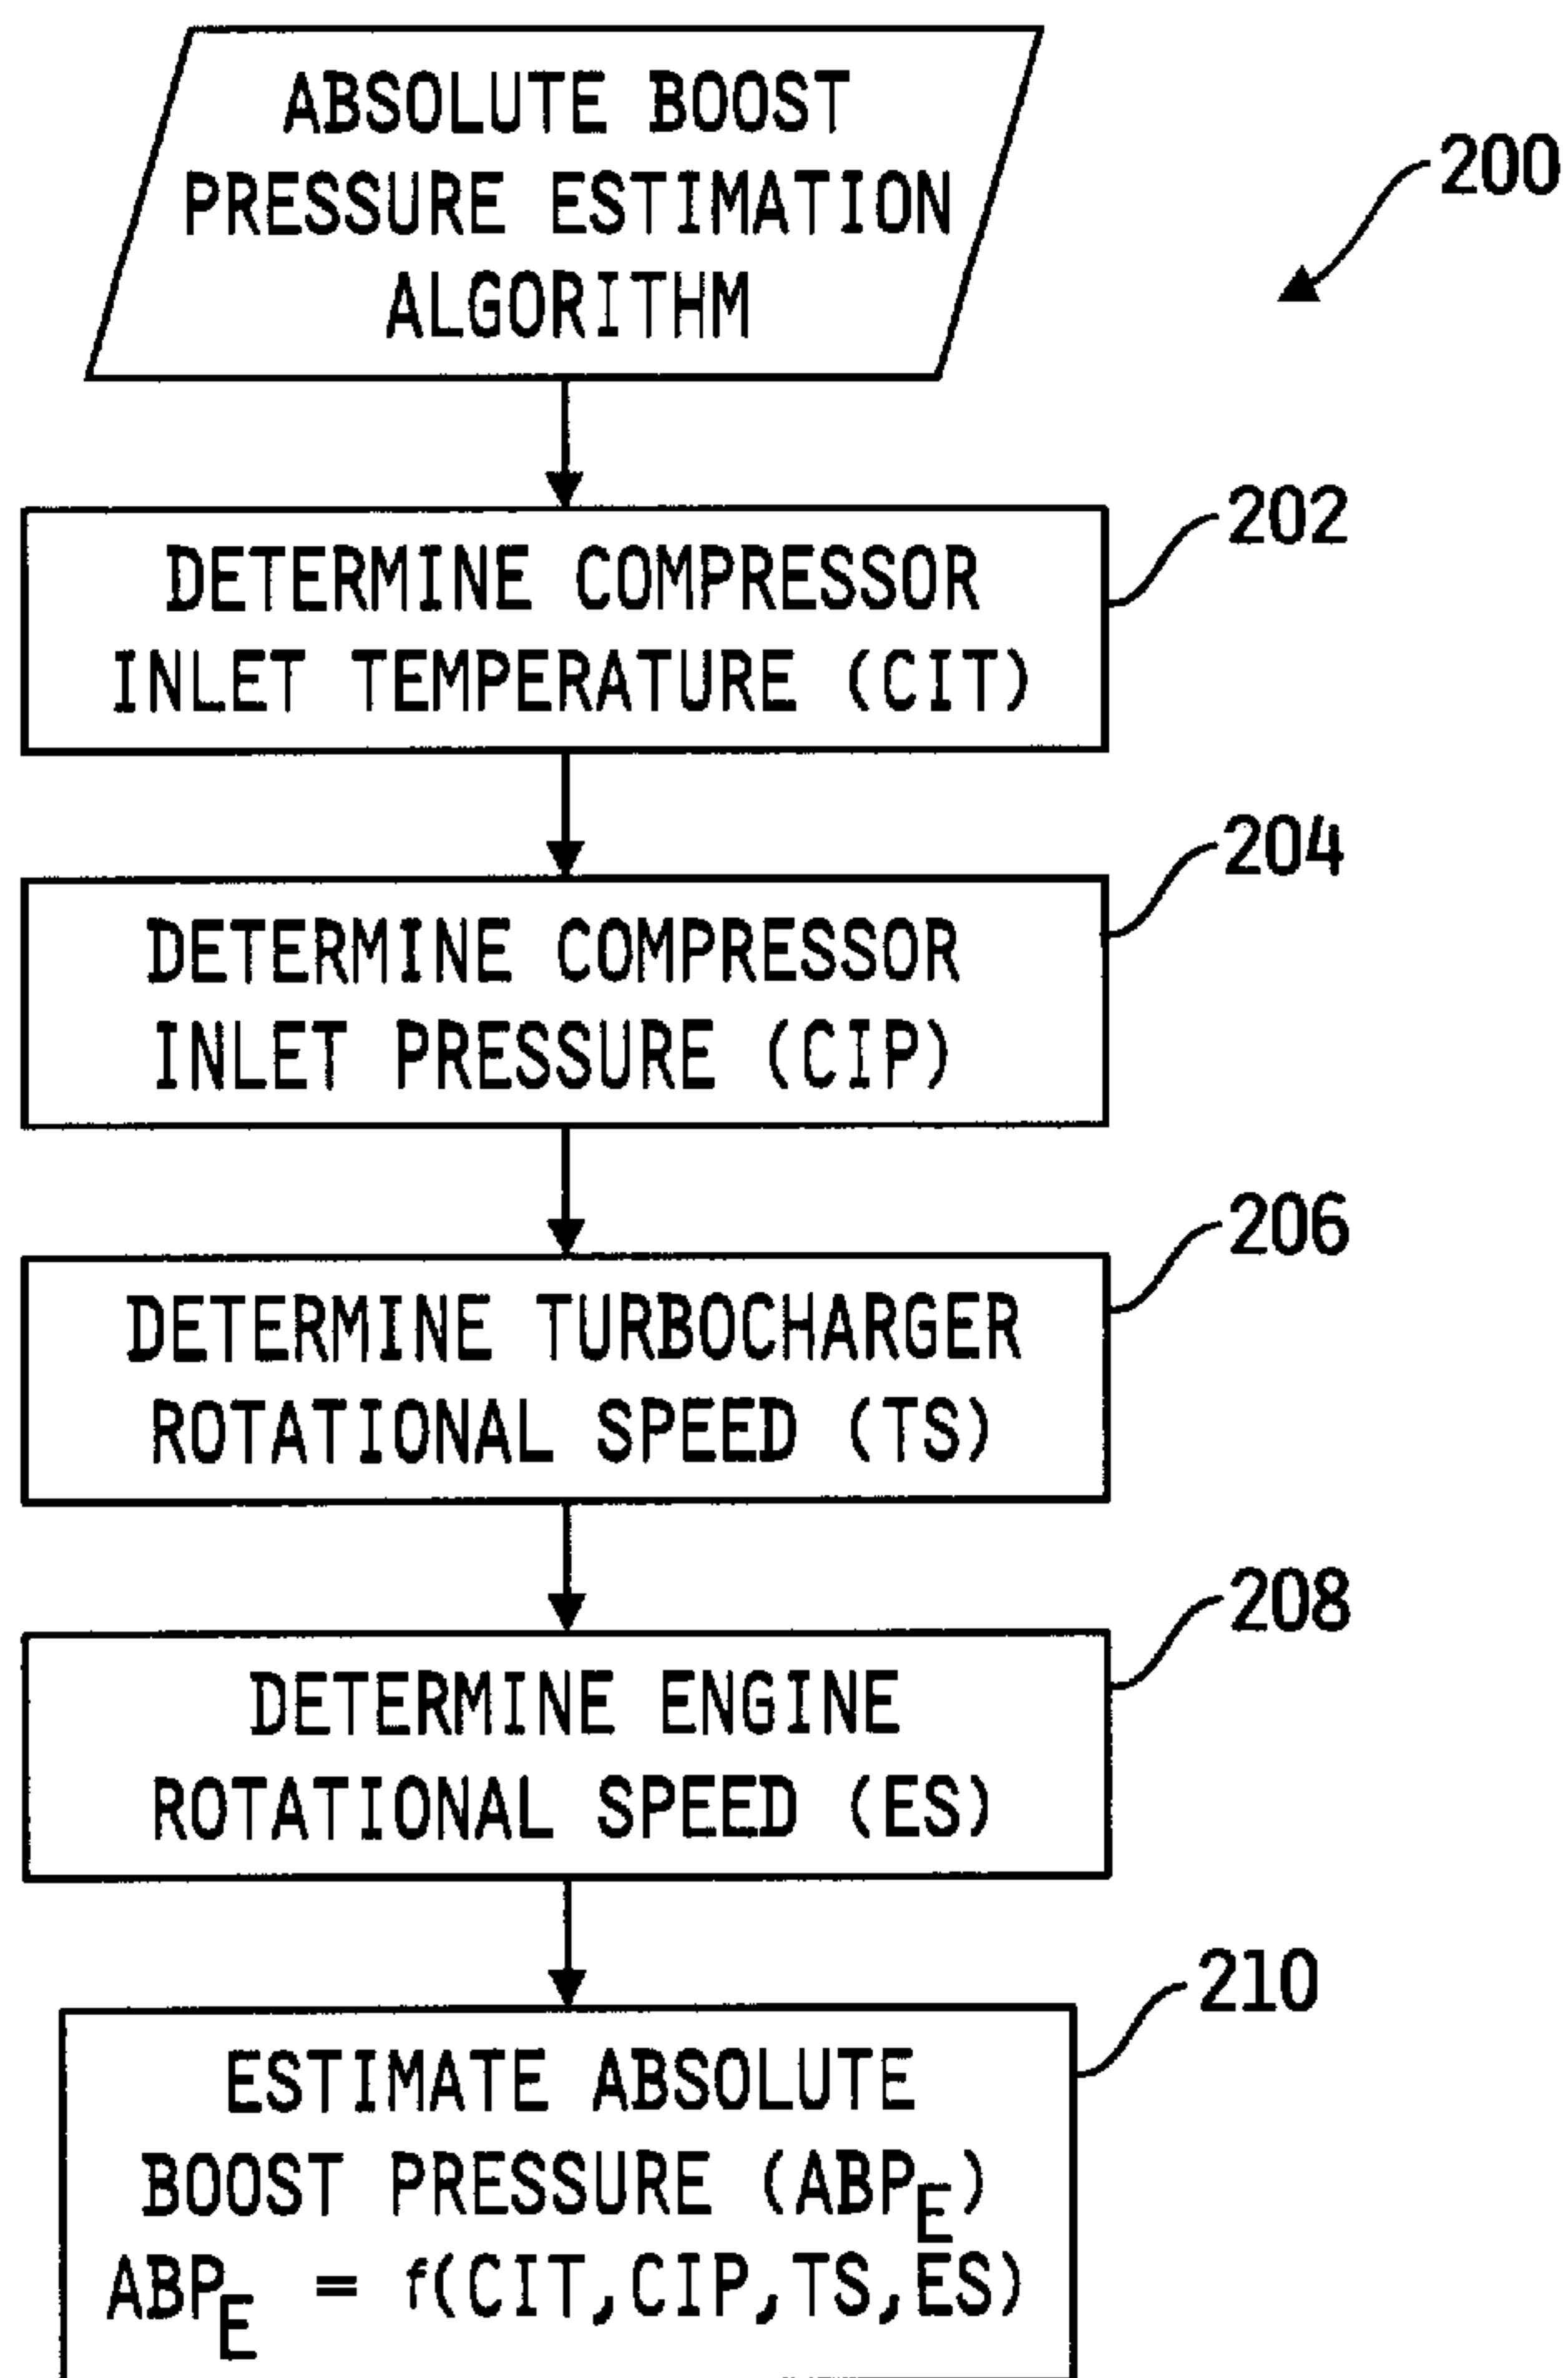 ABSOLUTE BOOST
PRESSURE ESTIMATION
ALGORITHM
200
202
DETERMINE COMPRESSOR
INLET TEMPERATURE (CIT)
204
DETERMINE COMPRESSOR
INLET PRESSURE (CIP)
206
DETERMINE TURBOCHARGER
ROTATIONAL SPEED (TS)
208
DETERMINE ENGINE
ROTATIONAL SPEED (ES)
210
ESTIMATE ABSOLUTE
BOOST PRESSURE (ABP_E)
ABP_E = f(CIT,CIP,TS,ES)